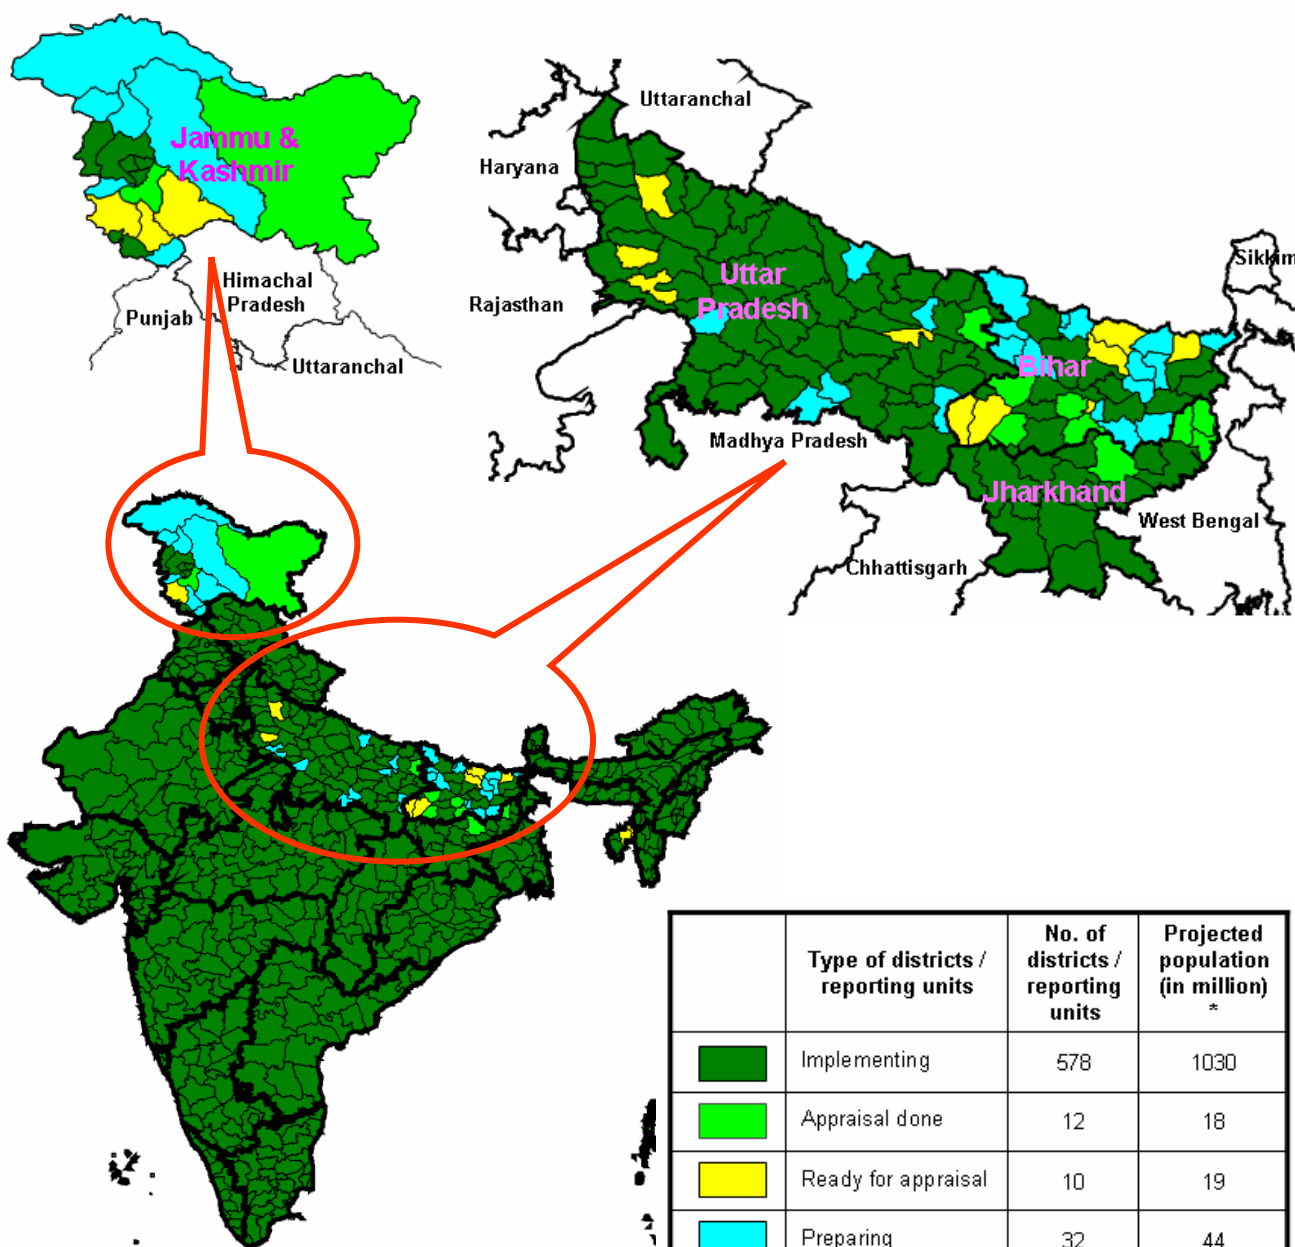 Jammu &
Kashmir
Himachal
Pradesh
Punjab
Uttaranchal
Uttaranchal
Haryana
Rajasthan
Uttar
Pradesh
Sikkim
Bihar
Madhya Pradesh
Jharkhand
West Bengal
Chhattisgarh
Type of districts /
reporting units
No. of
districts /
reporting
units
Projected
population
(in million)
*
Implementing 578 1030
Appraisal done 12 18
Ready for appraisal 10 19
Preparing 32 44